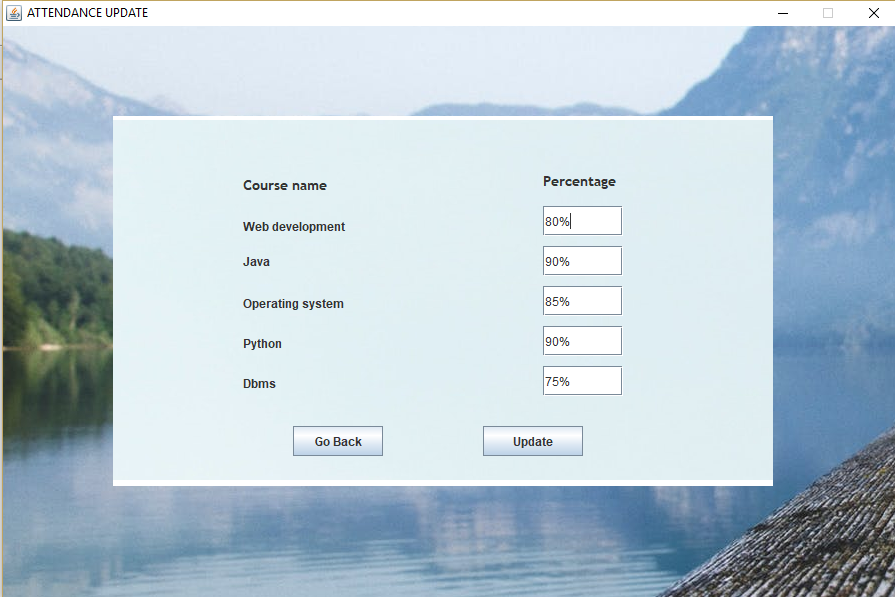 ATTENDANCE UPDATE
Course name Percentage
Web development 80%
Java 90%
Operating system 85%
Python 90%
Dbms 75%
Go Back Update